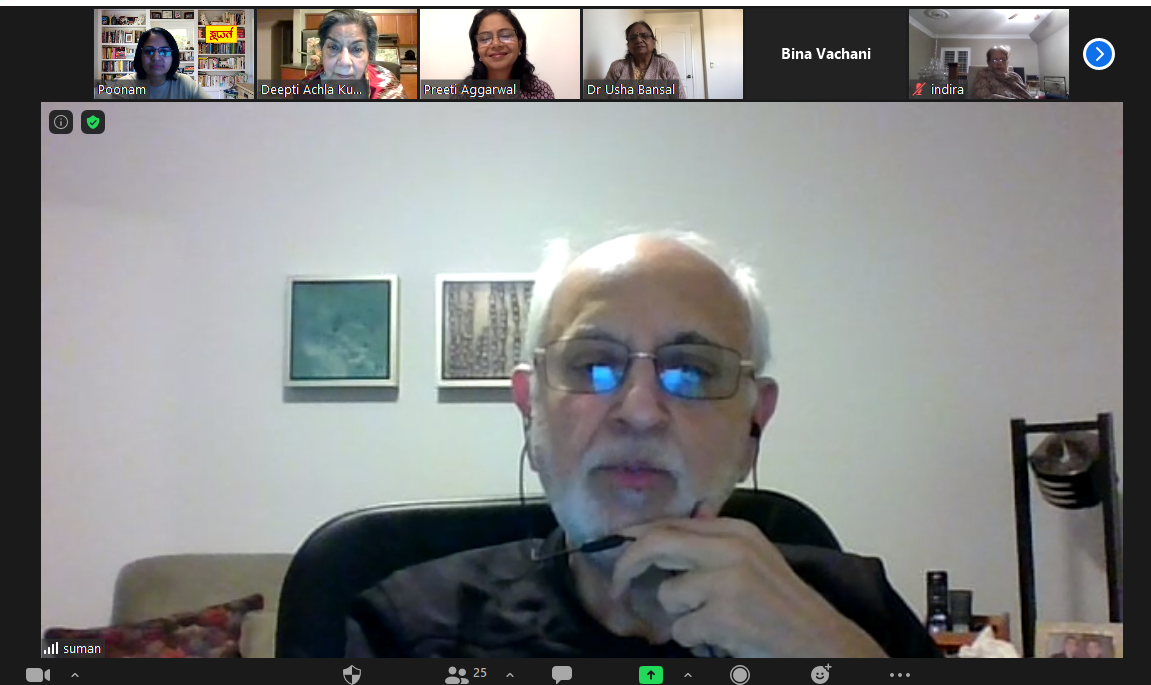 Poonam
Deepti Achla Ku...
Preeti Aggarwal
Dr Usha Bansal
Bina Vachani
indira
suman
25